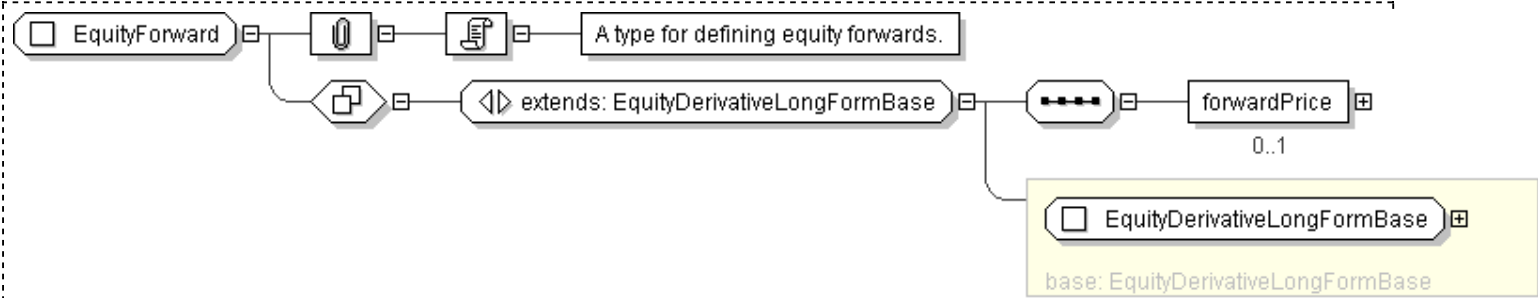 EquityForward
A type for defining equity forwards.
extends: EquityDerivativeLongFormBase
forwardPrice
0..1
EquityDerivativeLongFormBase
base: EquityDerivativeLongFormBase